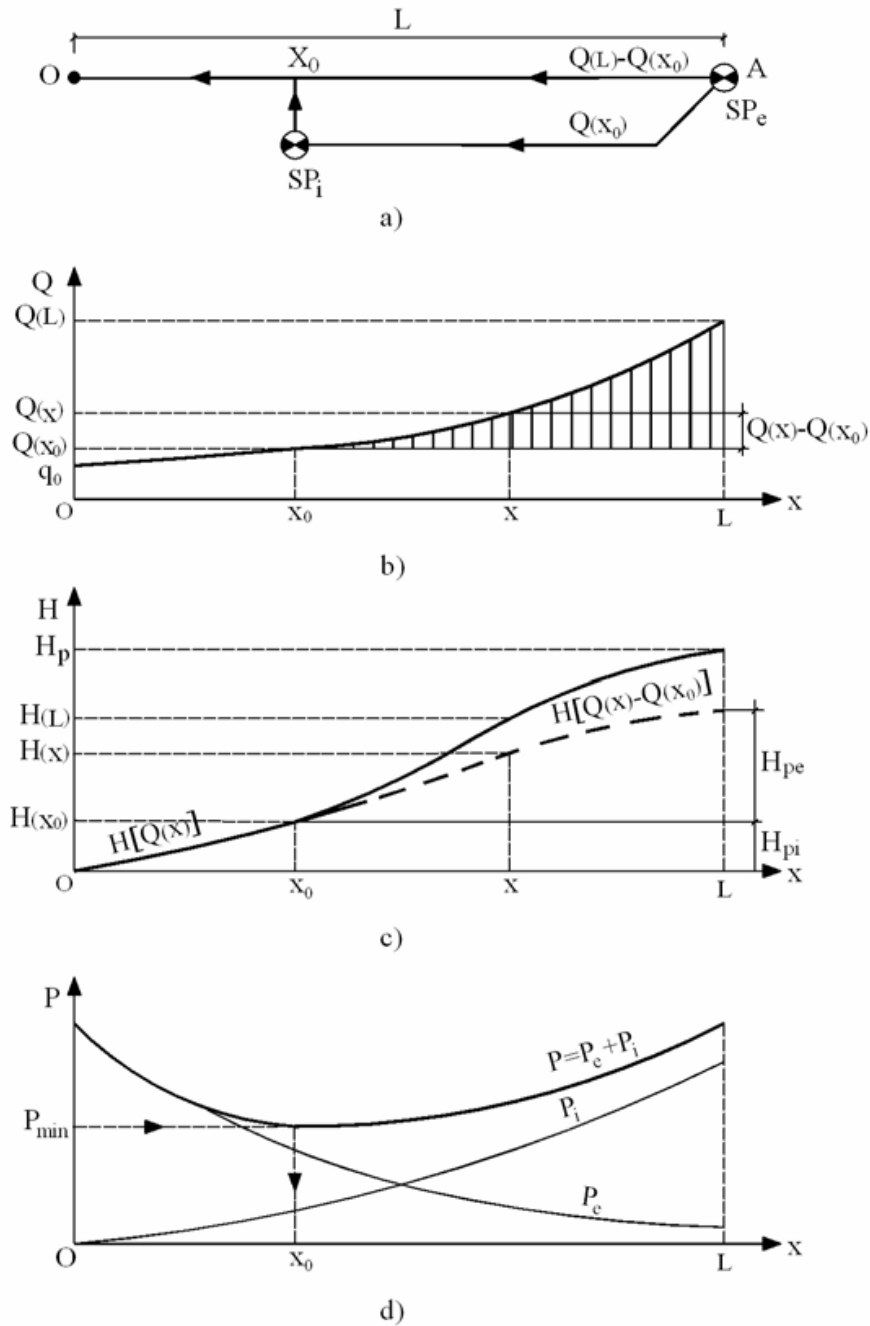 L
O
X₀
Q(L)-Q(x₀)
A
SPₑ
Q(x₀)
SPᵢ
a)
Q
Q(L)
Q(x)
Q(x₀)
q₀
Q(x)-Q(x₀)
O
x₀
x
L
x
b)
H
Hₚ
H(L)
H[Q(x)-Q(x₀)]
H(x)
Hpe
H(x₀)
H[Q(x)]
Hpi
O
x₀
x
L
x
c)
P
P=Pₑ+Pᵢ
Pᵢ
Pmin
Pₑ
O
x₀
L
x
d)